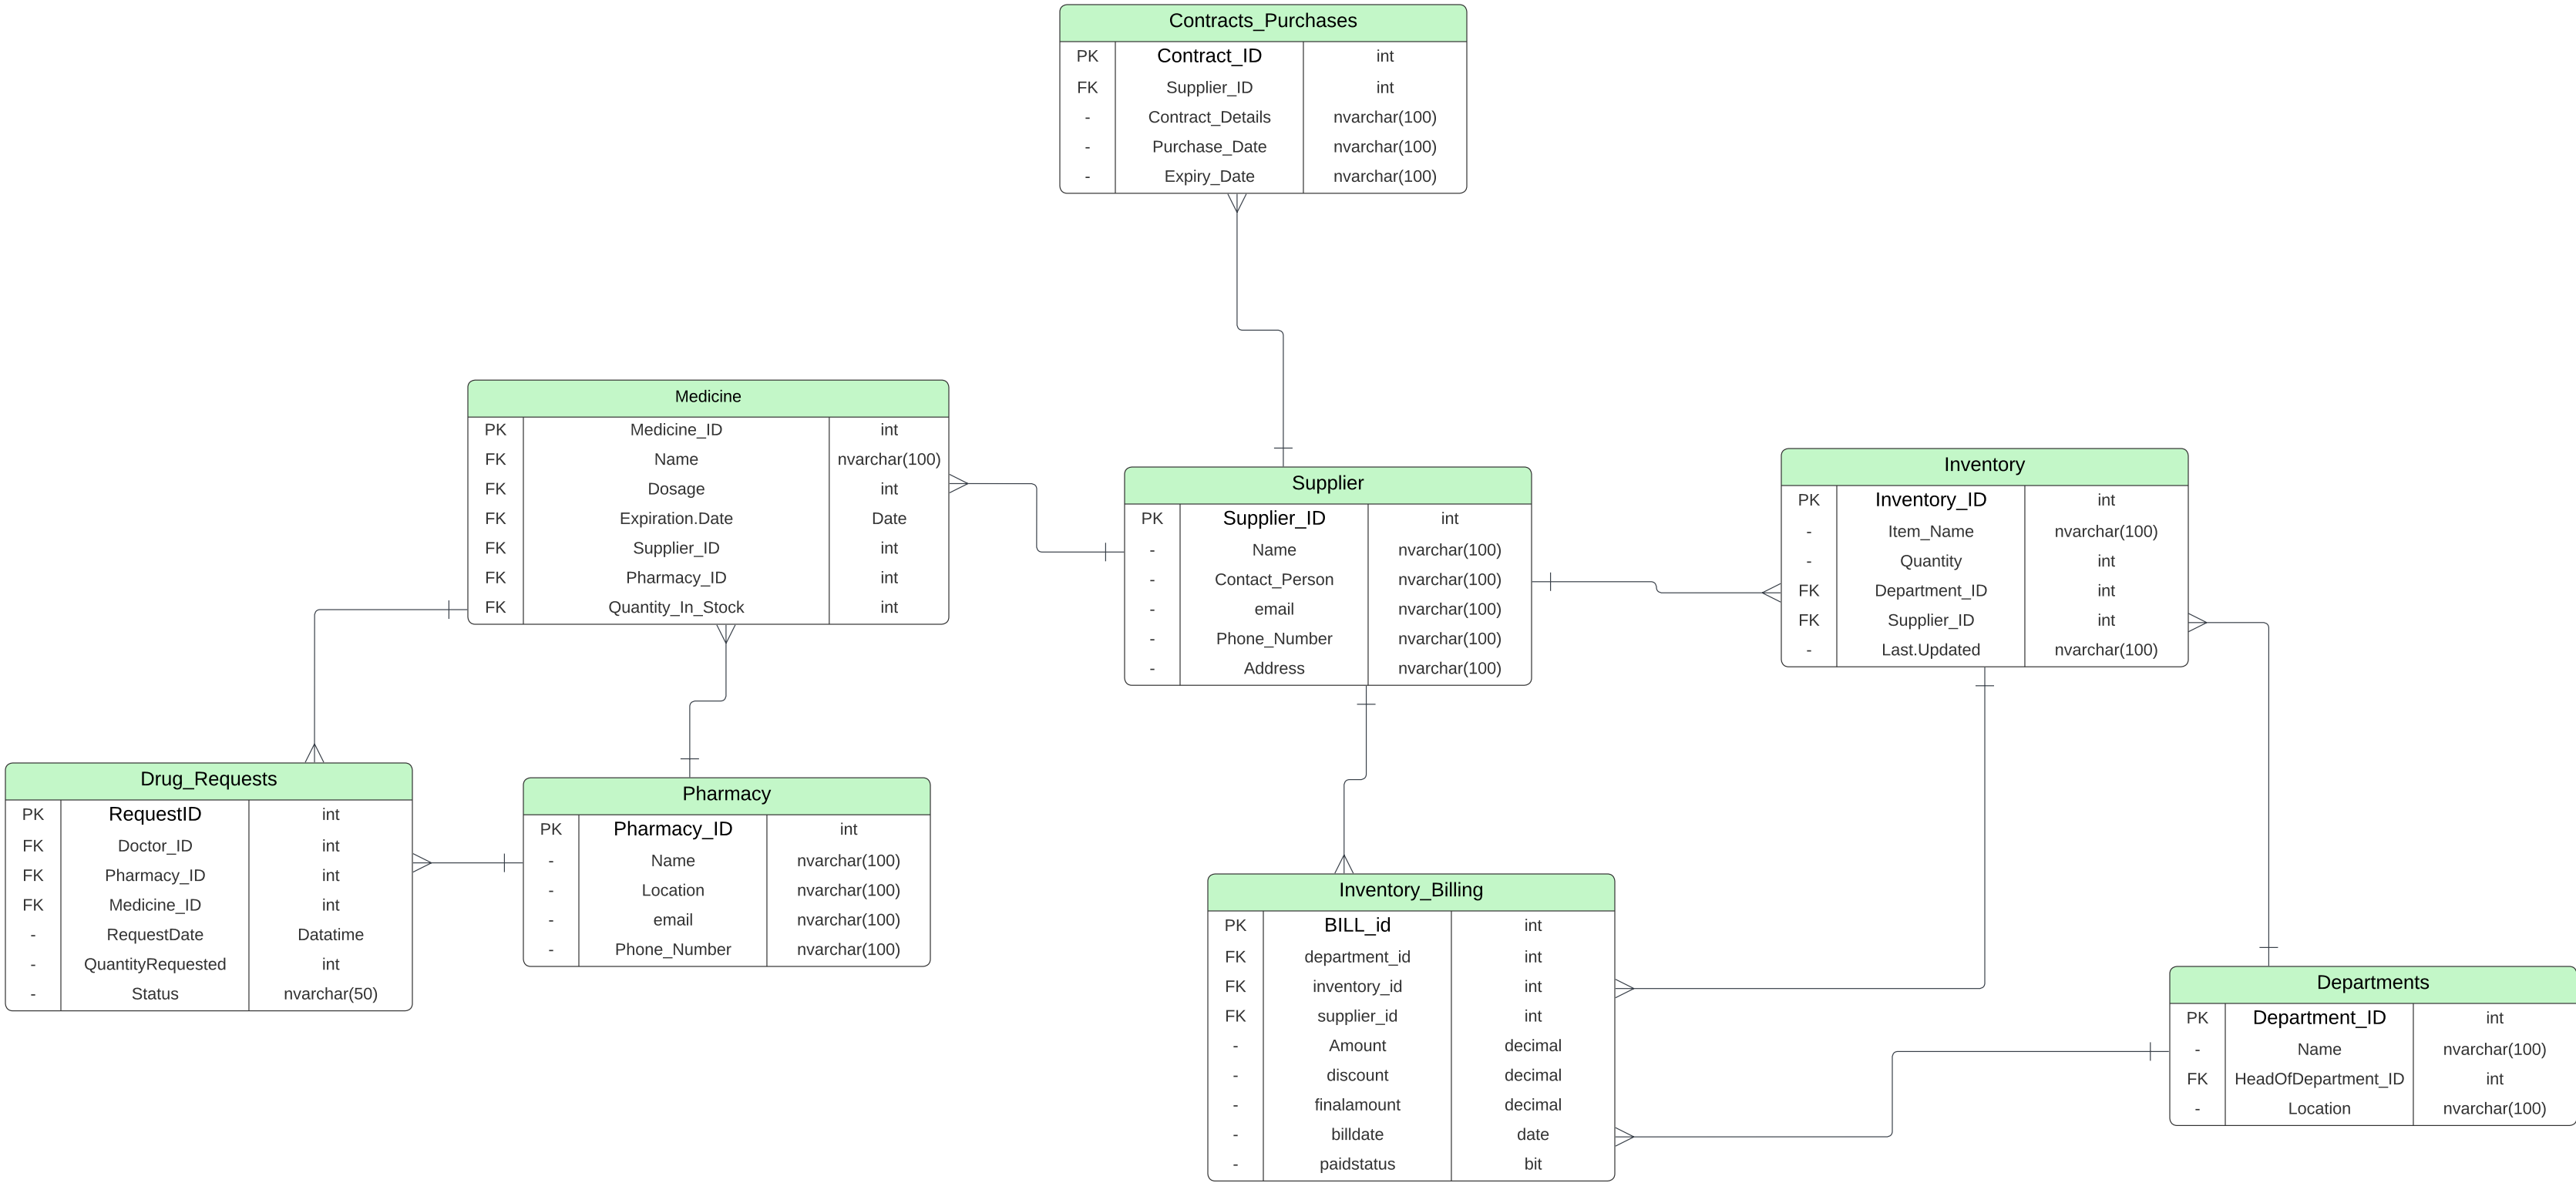 Contracts_Purchases
PK Contract_ID int
FK Supplier_ID int
- Contract_Details nvarchar(100)
- Purchase_Date nvarchar(100)
- Expiry_Date nvarchar(100)
Medicine
PK Medicine_ID int
FK Name nvarchar(100)
FK Dosage int
FK Expiration.Date Date
FK Supplier_ID int
FK Pharmacy_ID int
FK Quantity_In_Stock int
Supplier
PK Supplier_ID int
- Name nvarchar(100)
- Contact_Person nvarchar(100)
- email nvarchar(100)
- Phone_Number nvarchar(100)
- Address nvarchar(100)
Inventory
PK Inventory_ID int
- Item_Name nvarchar(100)
- Quantity int
FK Department_ID int
FK Supplier_ID int
- Last.Updated nvarchar(100)
Drug_Requests
PK RequestID int
FK Doctor_ID int
FK Pharmacy_ID int
FK Medicine_ID int
- RequestDate Datatime
- QuantityRequested int
- Status nvarchar(50)
Pharmacy
PK Pharmacy_ID int
- Name nvarchar(100)
- Location nvarchar(100)
- email nvarchar(100)
- Phone_Number nvarchar(100)
Inventory_Billing
PK BILL_id int
FK department_id int
FK inventory_id int
FK supplier_id int
- Amount decimal
- discount decimal
- finalamount decimal
- billdate date
- paidstatus bit
Departments
PK Department_ID int
- Name nvarchar(100)
FK HeadOfDepartment_ID int
- Location nvarchar(100)